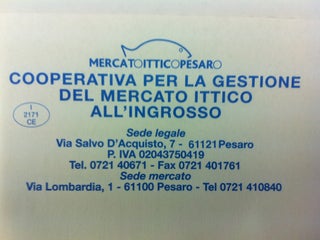 MERCATOITTICOPESARO
COOPERATIVA PER LA GESTIONE
DEL MERCATO ITTICO
ALL'INGROSSO
I
2171
CE
Sede legale
Via Salvo D'Acquisto, 7 - 61121 Pesaro
P. IVA 02043750419
Tel. 0721 40671 - Fax 0721 401761
Sede mercato
Via Lombardia, 1 - 61100 Pesaro - Tel 0721 410840